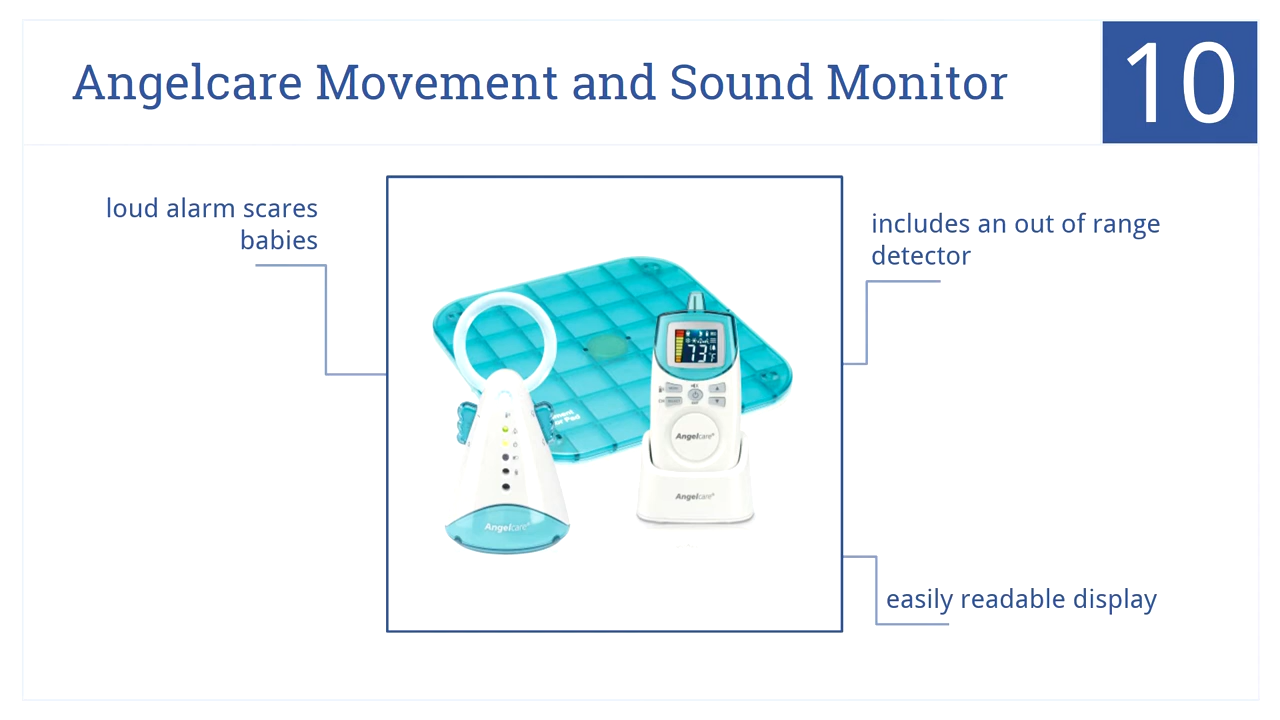 Angelcare Movement and Sound Monitor
10
loud alarm scares
babies
includes an out of range
detector
73
Angelcare
Angelcare
Angelcare
easily readable display